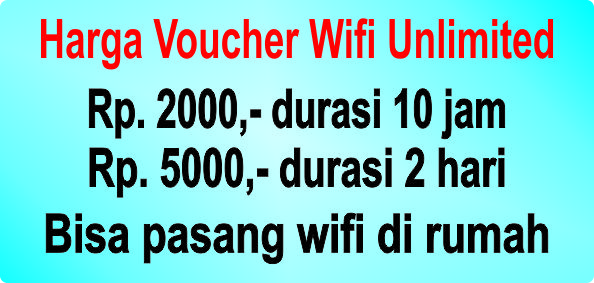 Harga Voucher Wifi Unlimited
Rp. 2000,- durasi 10 jam
Rp. 5000,- durasi 2 hari
Bisa pasang wifi di rumah